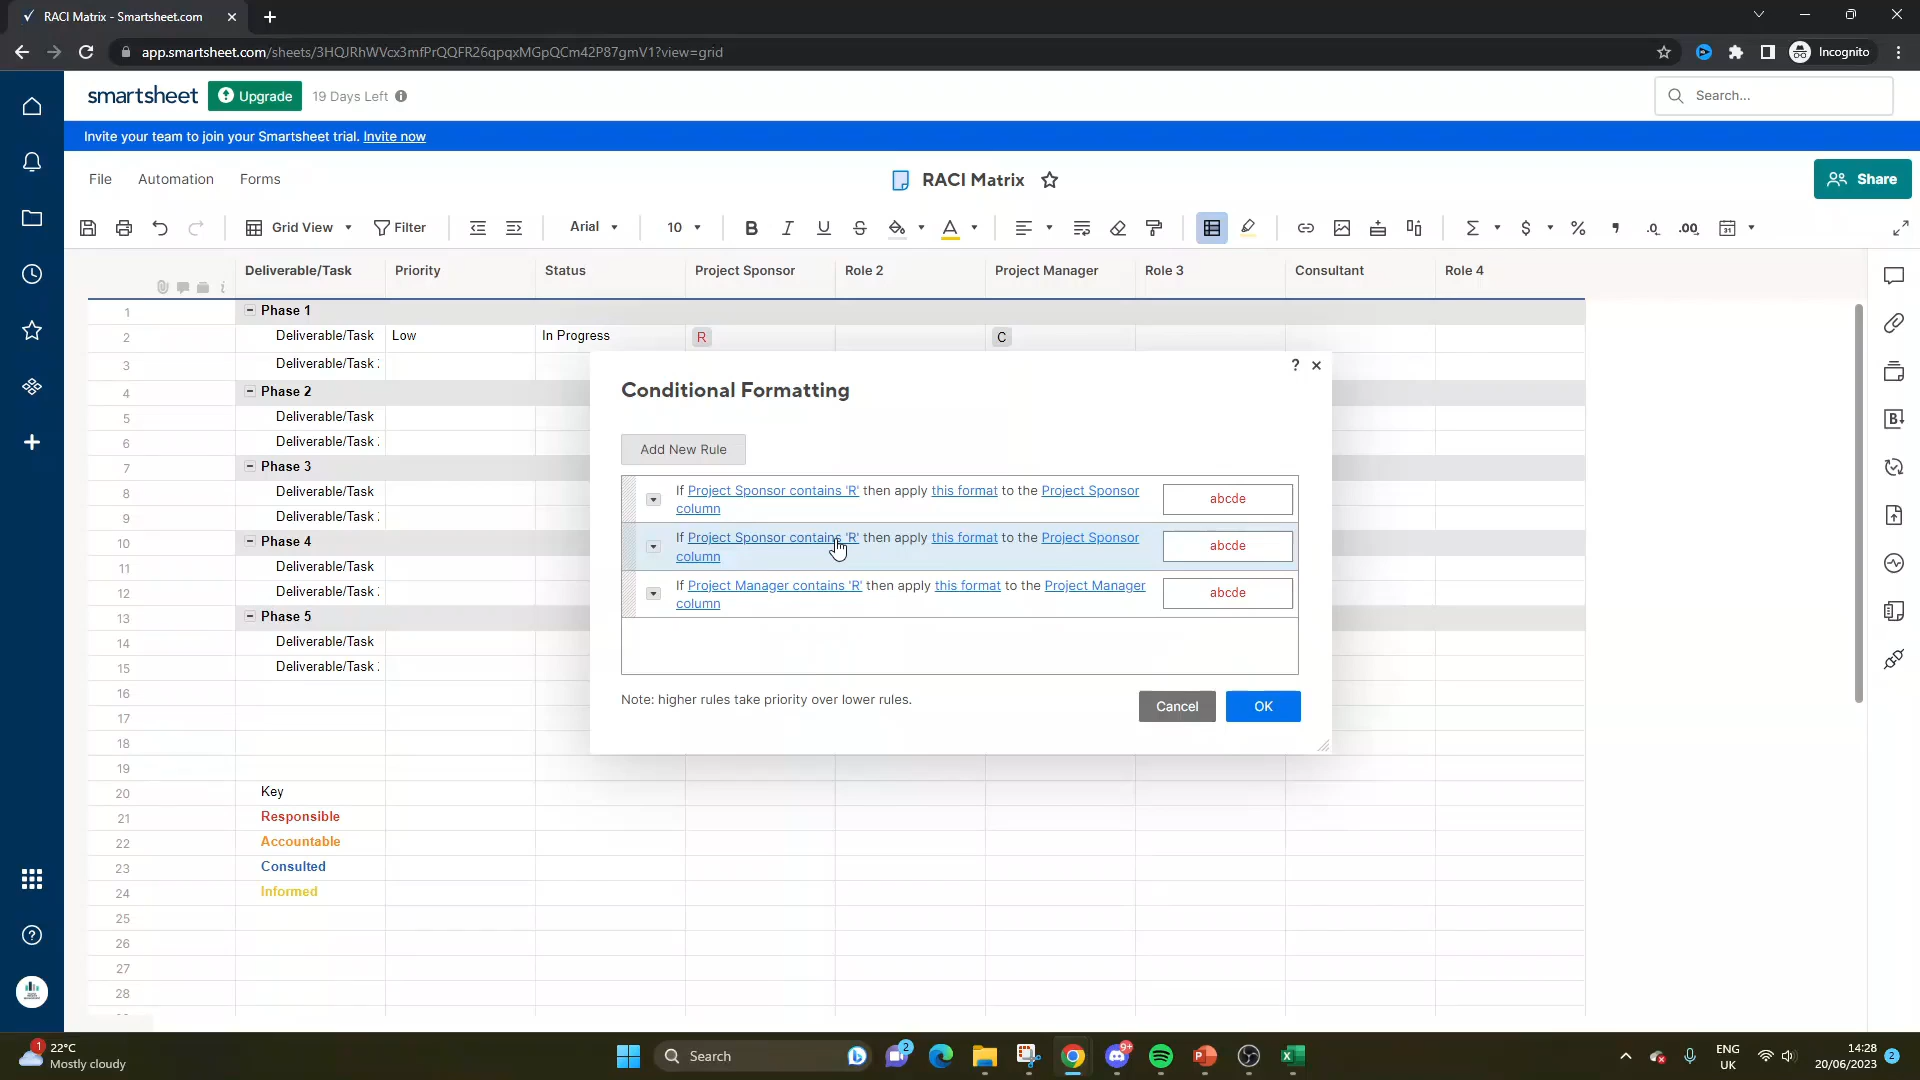 RACI Matrix - Smartsheet.com
app.smartsheet.com/sheets/3HQJRhWVcx3mfPrQQFR26qpqxMGpQCm42P87gmV1?view=grid
Incognito
smartsheet
Upgrade
19 Days Left
Search...
Invite your team to join your Smartsheet trial. Invite now
File
Automation
Forms
RACI Matrix
Share
Grid View
Filter
Arial
10
Deliverable/Task
Priority
Status
Project Sponsor
Role 2
Project Manager
Role 3
Consultant
Role 4
1
Phase 1
2
Deliverable/Task
Low
In Progress
R
C
3
Deliverable/Task
4
Phase 2
5
Deliverable/Task
6
Deliverable/Task
7
Phase 3
8
Deliverable/Task
9
Deliverable/Task
10
Phase 4
11
Deliverable/Task
12
Deliverable/Task
13
Phase 5
14
Deliverable/Task
15
Deliverable/Task
16
17
18
19
20
Key
21
Responsible
22
Accountable
23
Consulted
24
Informed
25
26
27
28
Conditional Formatting
Add New Rule
If Project Sponsor contains 'R' then apply this format to the Project Sponsor
column
abcde
If Project Sponsor contains 'R' then apply this format to the Project Sponsor
column
abcde
If Project Manager contains 'R' then apply this format to the Project Manager
column
abcde
Note: higher rules take priority over lower rules.
Cancel
OK
1
22°C
Mostly cloudy
Search
2
9+
ENG
UK
14:28
20/06/2023
2